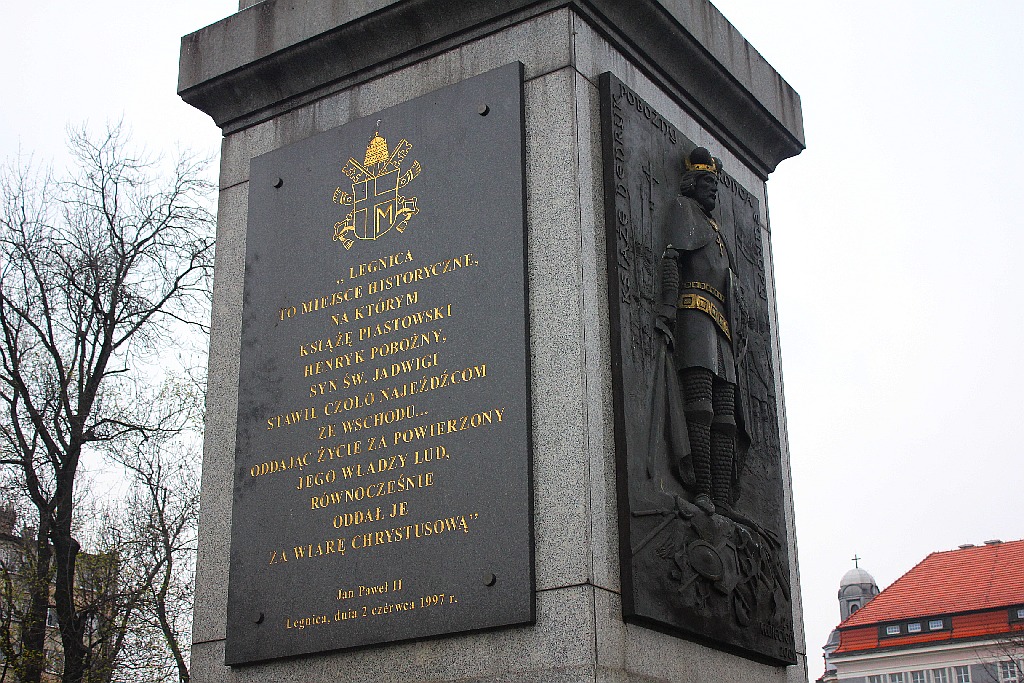 M
„ LEGNICA
TO MIEJSCE HISTORYCZNE,
NA KTÓRYM
KSIĄŻĘ PIASTOWSKI
HENRYK POBOŻNY,
SYN ŚW. JADWIGI
STAWIŁ CZOŁO NAJEŹDŹCOM
ZE WSCHODU...
ODDAJĄC ŻYCIE ZA POWIERZONY
JEGO WŁADZY LUD,
RÓWNOCZEŚNIE
ODDAŁ JE
ZA WIARĘ CHRYSTUSOWĄ”
Jan Paweł II
Legnica, dnia 2 czerwca 1997 r.
KSIĄŻĘ HENRYK POBOŻNY